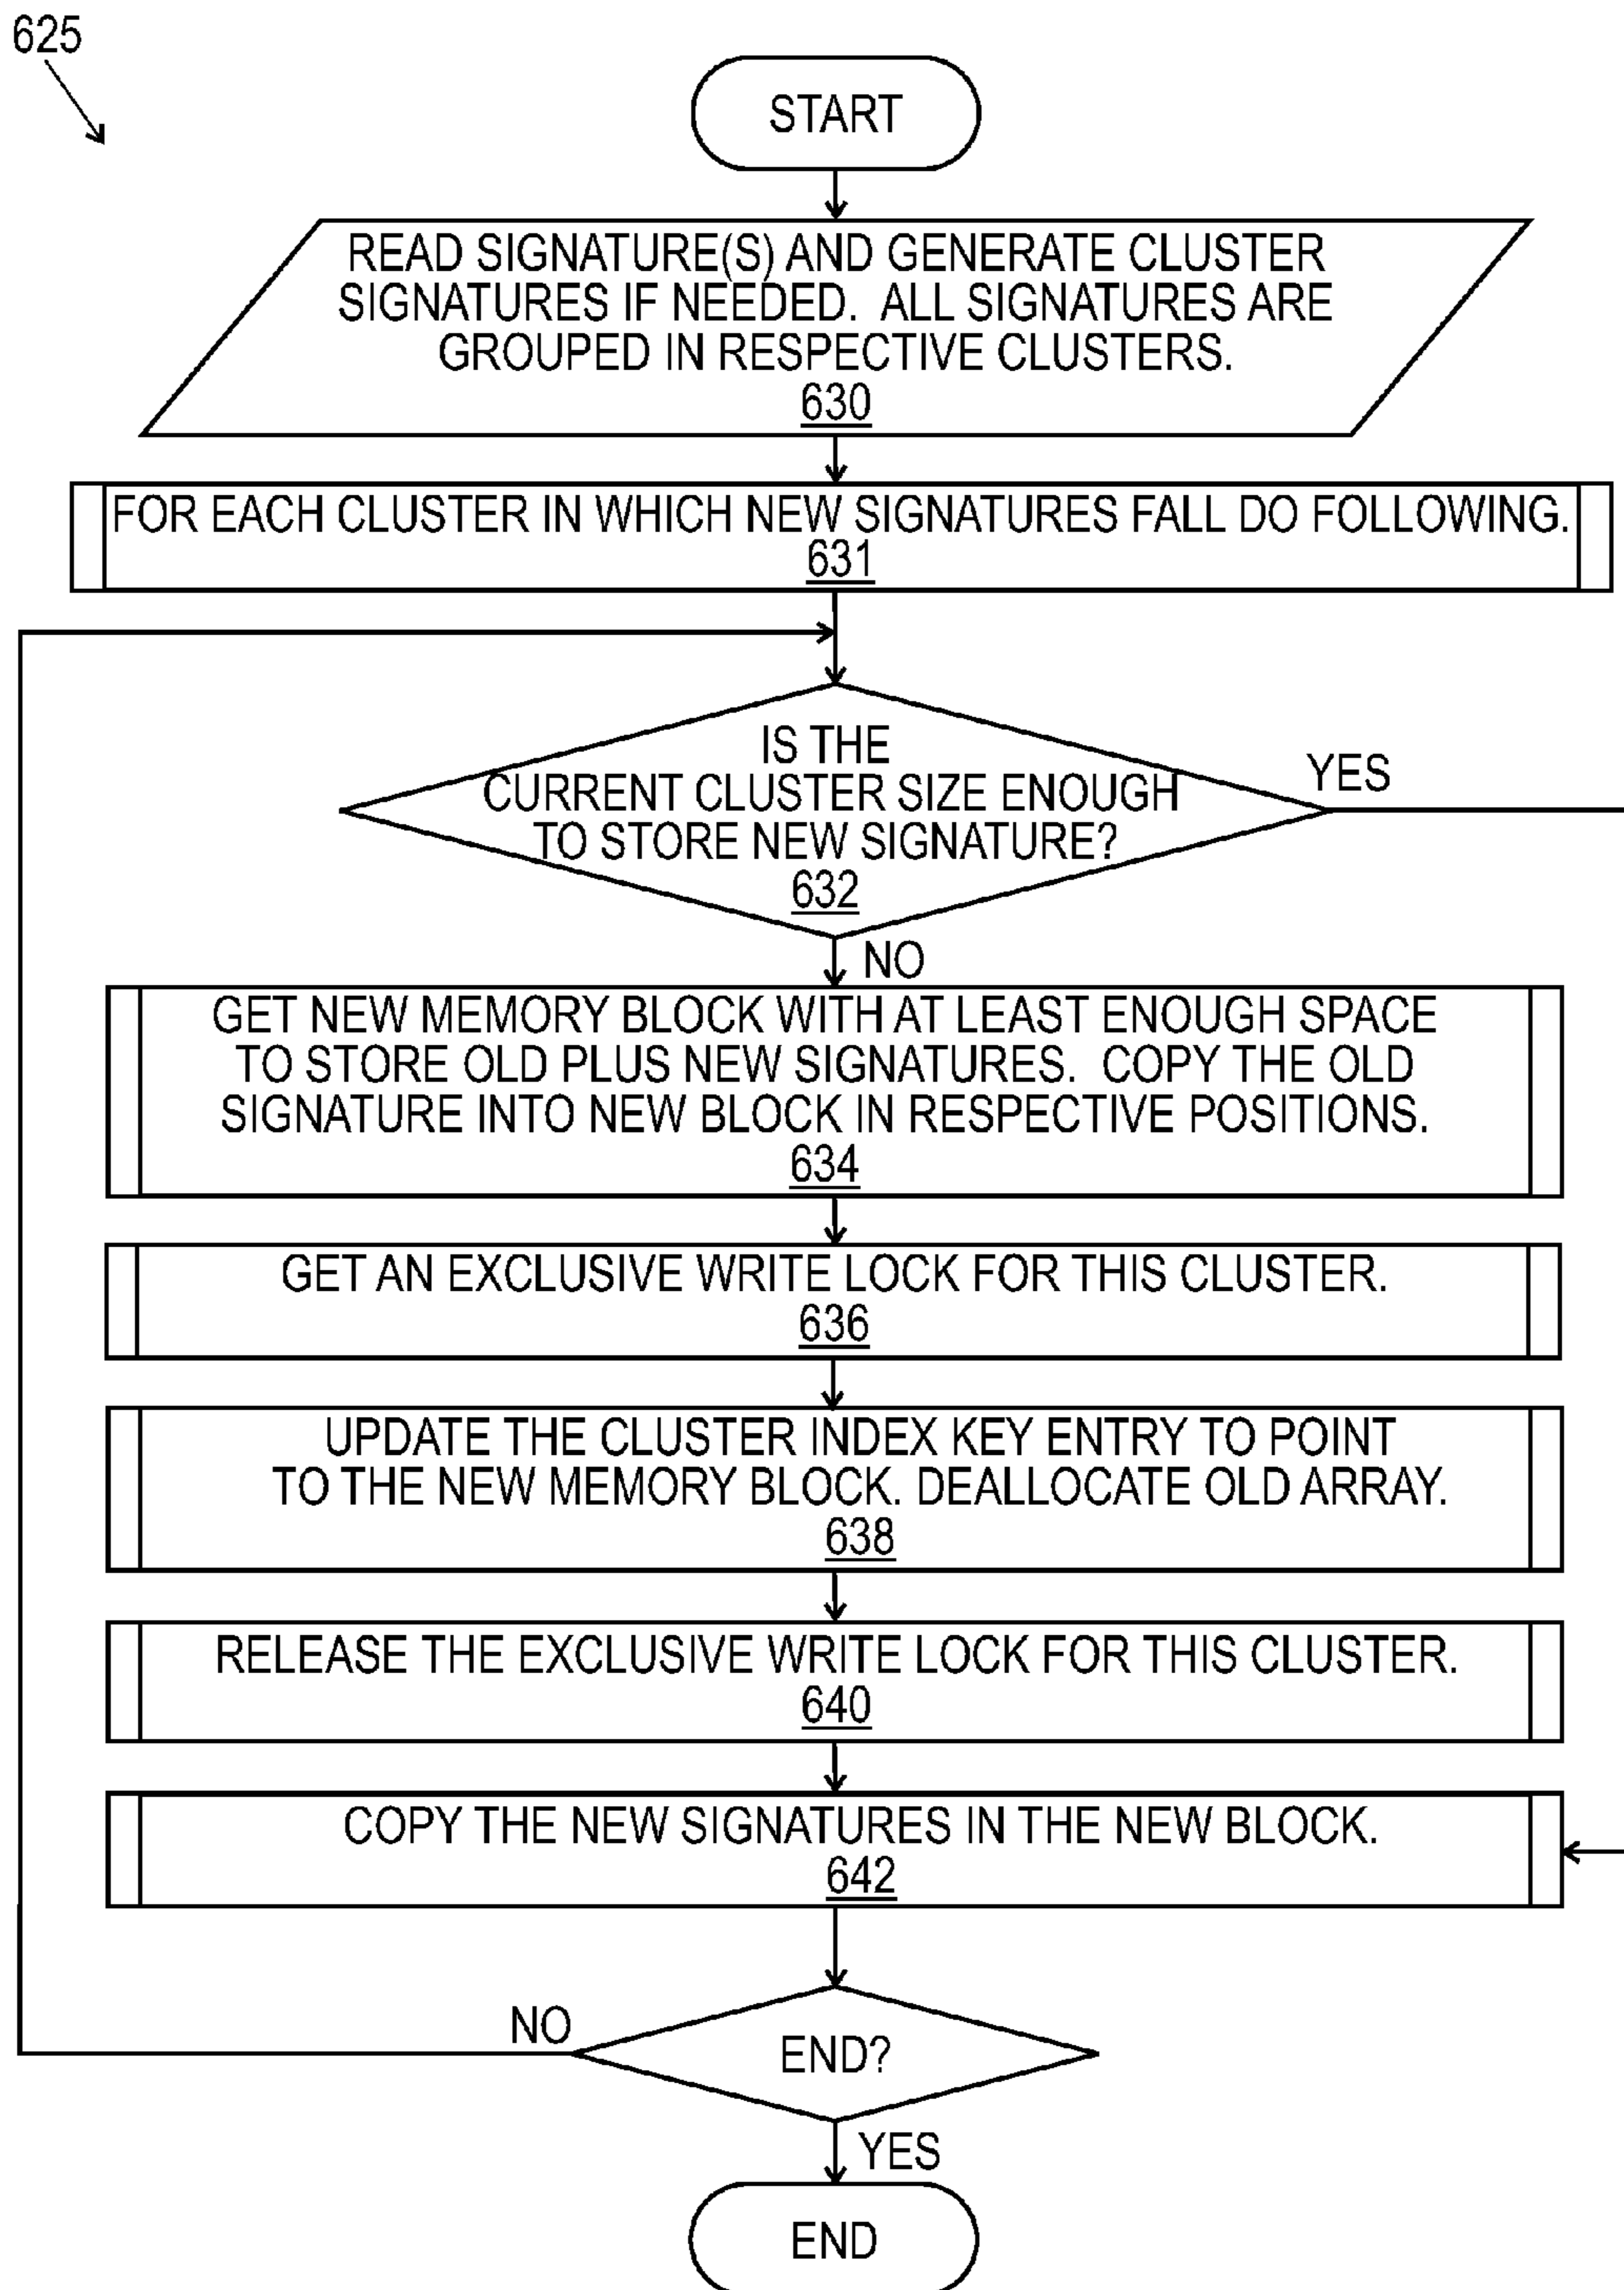 625
START
READ SIGNATURE(S) AND GENERATE CLUSTER
SIGNATURES IF NEEDED. ALL SIGNATURES ARE
GROUPED IN RESPECTIVE CLUSTERS.
630
FOR EACH CLUSTER IN WHICH NEW SIGNATURES FALL DO FOLLOWING.
631
IS THE
CURRENT CLUSTER SIZE ENOUGH
TO STORE NEW SIGNATURE?
632
YES
NO
GET NEW MEMORY BLOCK WITH AT LEAST ENOUGH SPACE
TO STORE OLD PLUS NEW SIGNATURES. COPY THE OLD
SIGNATURE INTO NEW BLOCK IN RESPECTIVE POSITIONS.
634
GET AN EXCLUSIVE WRITE LOCK FOR THIS CLUSTER.
636
UPDATE THE CLUSTER INDEX KEY ENTRY TO POINT
TO THE NEW MEMORY BLOCK. DEALLOCATE OLD ARRAY.
638
RELEASE THE EXCLUSIVE WRITE LOCK FOR THIS CLUSTER.
640
COPY THE NEW SIGNATURES IN THE NEW BLOCK.
642
NO
END?
YES
END